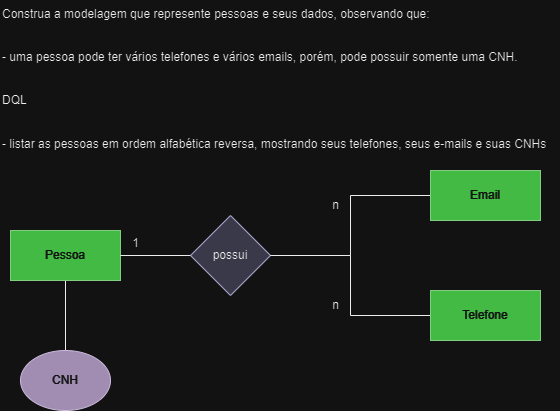 Construa a modelagem que represente pessoas e seus dados, observando que:
- uma pessoa pode ter vários telefones e vários emails, porém, pode possuir somente uma CNH.
DQL
- listar as pessoas em ordem alfabética reversa, mostrando seus telefones, seus e-mails e suas CNHs
n
Email
1
Pessoa
possui
n
Telefone
CNH